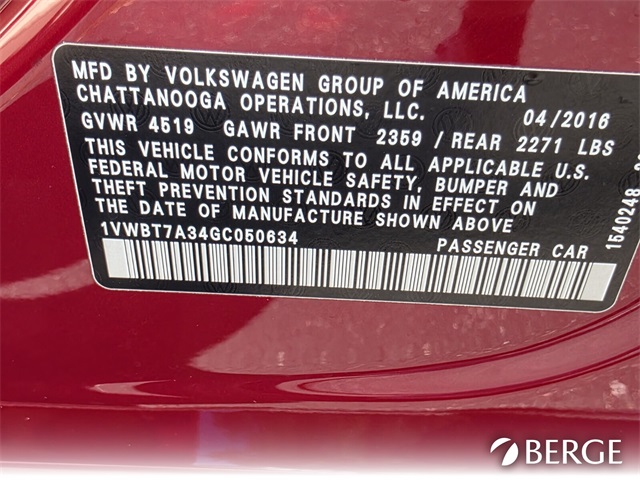 MFD BY VOLKSWAGEN GROUP OF AMERICA
CHATTANOOGA OPERATIONS, LLC. 04/2016
GVWR 4519 GAWR FRONT 2359 / REAR 2271 LBS
THIS VEHICLE CONFORMS TO ALL APPLICABLE U.S.
FEDERAL MOTOR VEHICLE SAFETY, BUMPER AND
THEFT PREVENTION STANDARDS IN EFFECT ON
THE DATE OF MANUFACTURE SHOWN ABOVE
1VWBT7A34GC050634 PASSENGER CAR
1640248
BERGE